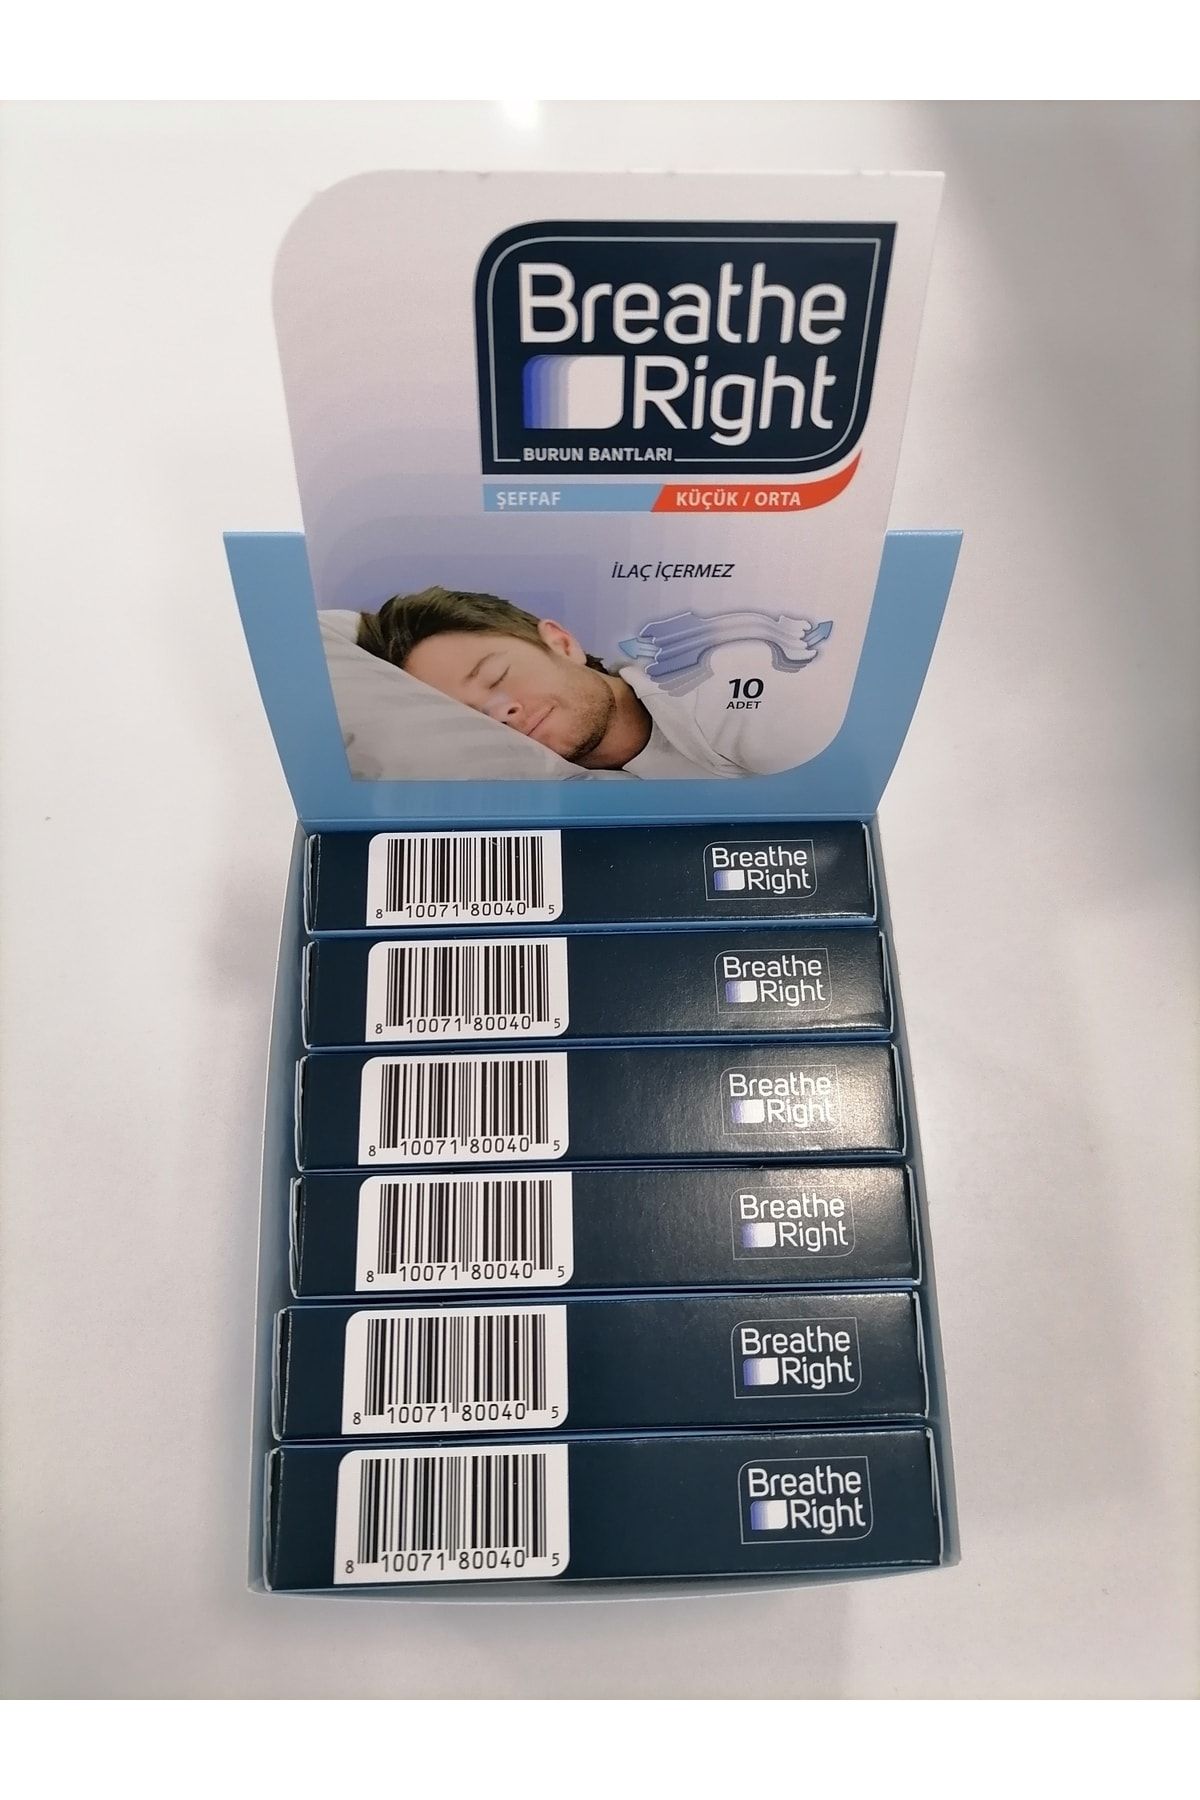 Breathe
Right
BURUN BANTLARI
ŞEFFAF
KÜÇÜK / ORTA
İLAÇ İÇERMEZ
10
ADET
8 10071 80040 5
Breathe
Right
8 10071 80040 5
Breathe
Right
8 10071 80040 5
Breathe
Right
8 10071 80040 5
Breathe
Right
8 10071 80040 5
Breathe
Right
8 10071 80040 5
Breathe
Right